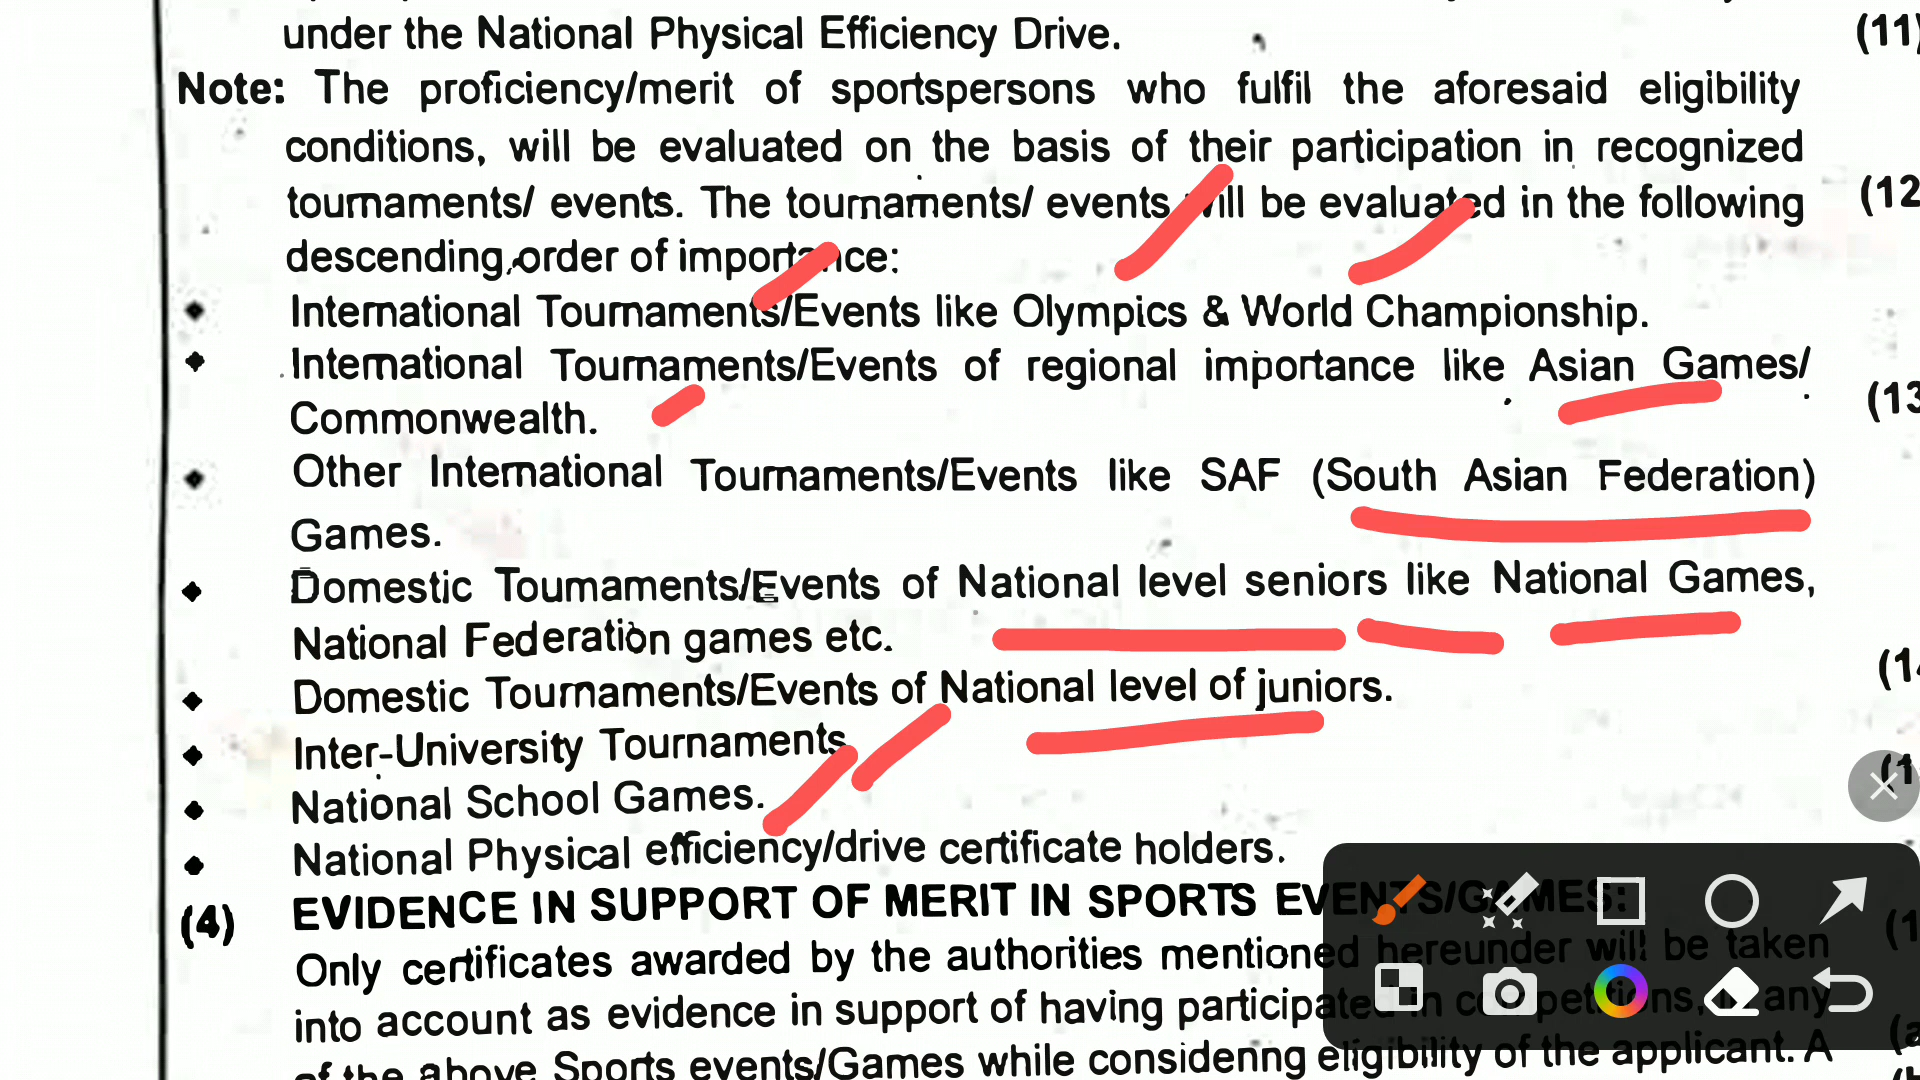 under the National Physical Efficiency Drive.
(11)
Note: The proficiency/merit of sportspersons who fulfil the aforesaid eligibility
conditions, will be evaluated on the basis of their participation in recognized
tournaments/ events. The tournaments/ events will be evaluated in the following
(12
descending order of importance:
International Tournaments/Events like Olympics & World Championship.
International Tournaments/Events of regional importance like Asian Games/
(13
Commonwealth.
Other International Tournaments/Events like SAF (South Asian Federation)
Games.
Domestic Tournaments/Events of National level seniors like National Games,
National Federation games etc.
(14
Domestic Tournaments/Events of National level of juniors.
Inter-University Tournaments.
(1
National School Games.
National Physical efficiency/drive certificate holders.
(4) EVIDENCE IN SUPPORT OF MERIT IN SPORTS EVENTS/GAMES:
(1
Only certificates awarded by the authorities mentioned hereunder will be taken
into account as evidence in support of having participated in competitions, in any
(a
of the above Sports events/Games while considering eligibility of the applicant. A